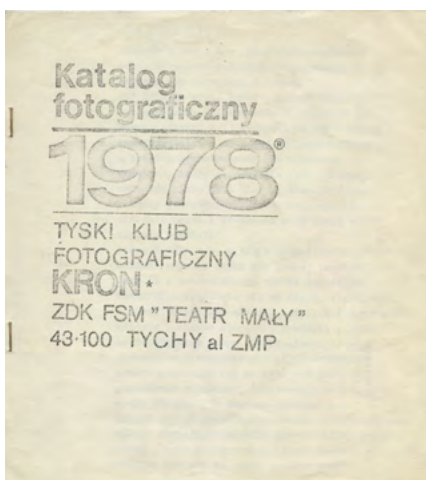 Katalog
fotograficzny
1978®
TYSKI KLUB
FOTOGRAFICZNY
KRON*
ZDK FSM "TEATR MAŁY"
43-100 TYCHY al ZMP